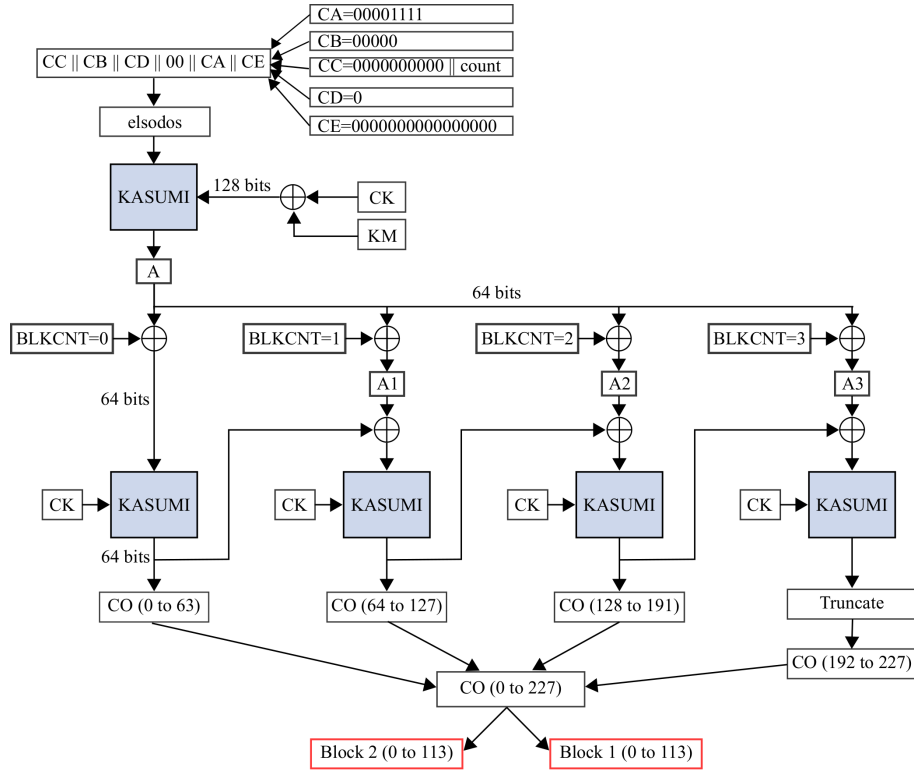 CA=00001111
CB=00000
CC || CB || CD || 00 || CA || CE
CC=0000000000 || count
CD=0
CE=0000000000000000
elsodos
KASUMI
128 bits
CK
KM
A
64 bits
BLKCNT=0
BLKCNT=1
BLKCNT=2
BLKCNT=3
A1
A2
A3
64 bits
CK
KASUMI
CK
KASUMI
CK
KASUMI
CK
KASUMI
64 bits
CO (0 to 63)
CO (64 to 127)
CO (128 to 191)
Truncate
CO (192 to 227)
CO (0 to 227)
Block 2 (0 to 113)
Block 1 (0 to 113)